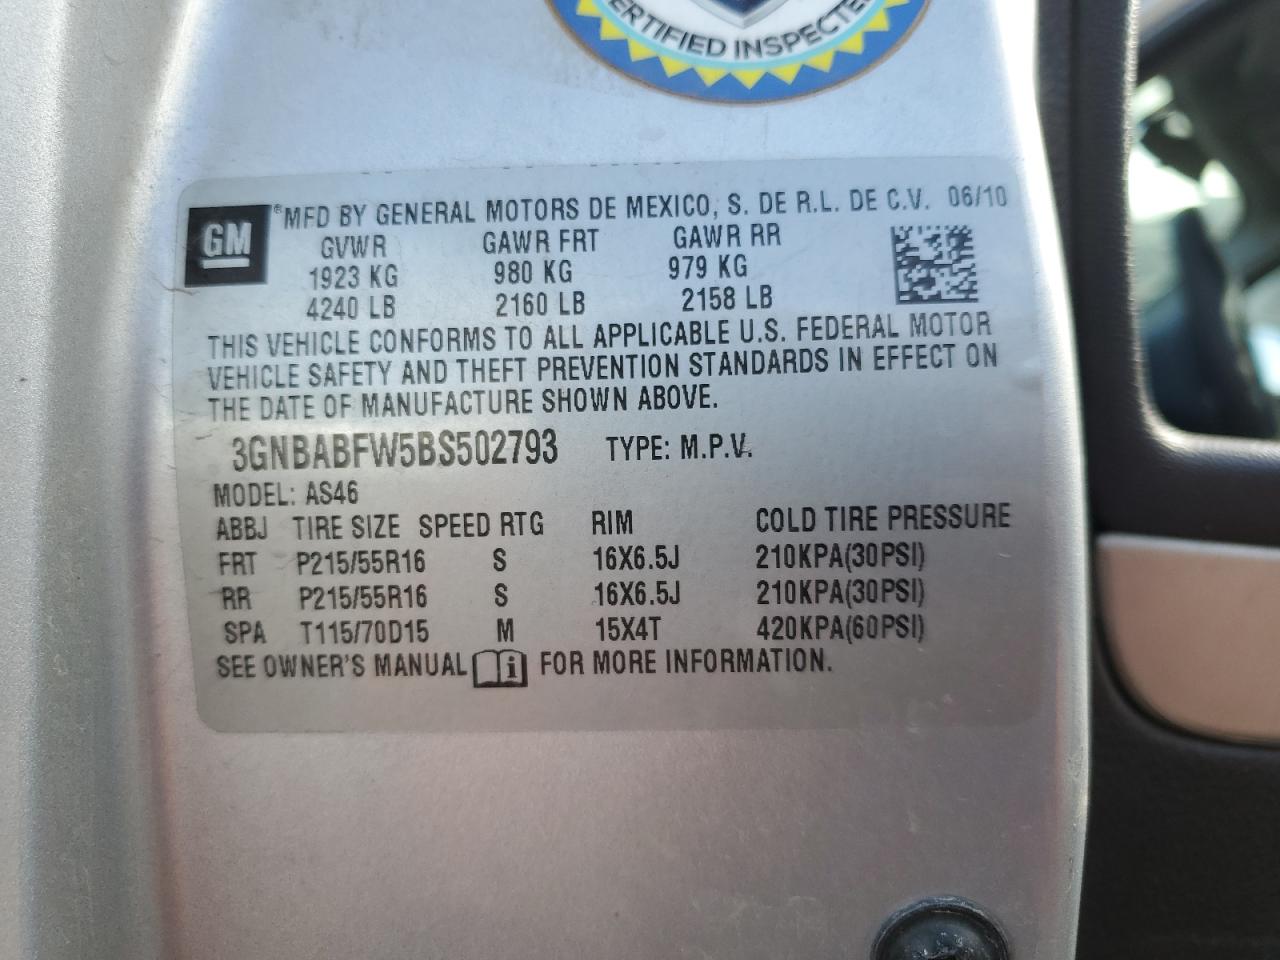 CERTIFIED INSPECTED
GM ® MFD BY GENERAL MOTORS DE MEXICO, S. DE R.L. DE C.V. 06/10
GVWR GAWR FRT GAWR RR
1923 KG 980 KG 979 KG
4240 LB 2160 LB 2158 LB
THIS VEHICLE CONFORMS TO ALL APPLICABLE U.S. FEDERAL MOTOR
VEHICLE SAFETY AND THEFT PREVENTION STANDARDS IN EFFECT ON
THE DATE OF MANUFACTURE SHOWN ABOVE.
3GNBABFW5BS502793 TYPE: M.P.V.
MODEL: AS46
ABBJ TIRE SIZE SPEED RTG RIM COLD TIRE PRESSURE
FRT P215/55R16 S 16X6.5J 210KPA(30PSI)
RR P215/55R16 S 16X6.5J 210KPA(30PSI)
SPA T115/70D15 M 15X4T 420KPA(60PSI)
SEE OWNER'S MANUAL i FOR MORE INFORMATION.